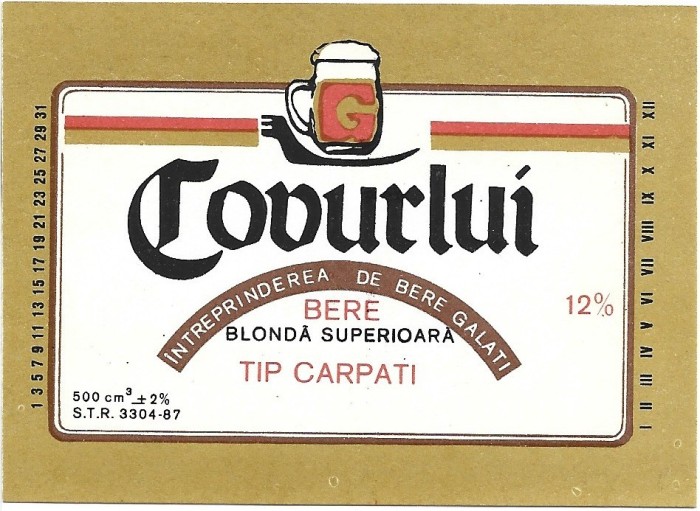 G
Covurlui
ÎNTREPRINDEREA DE BERE GALATI
BERE
BLONDĂ SUPERIOARĂ
TIP CARPATI
12%
500 cm³ ±2%
S.T.R. 3304-87
1 3 5 7 9 11 13 15 17 19 21 23 25 27 29 31
I II III IV V VI VII VIII IX X XI XII